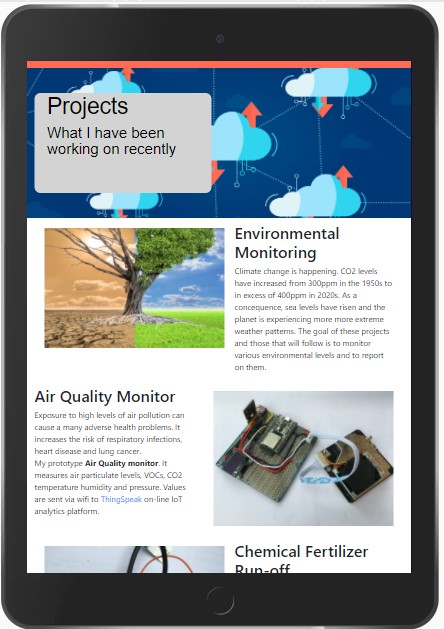 Projects
What I have been
working on recently
Environmental
Monitoring
Climate change is happening. CO2 levels
have increased from 300ppm in the 1950s to
in excess of 400ppm in 2020s. As a
concequence, sea levels have risen and the
planet is experiencing more more extreme
weather patterns. The goal of these projects
and those that will follow is to monitor
various environmental levels and to report
on them.
Air Quality Monitor
Exposure to high levels of air pollution can
cause a many adverse health problems. It
increases the risk of respiratory infections,
heart disease and lung cancer.
My prototype Air Quality monitor. It
measures air particulate levels, VOCs, CO2
temperature humidity and pressure. Values
are sent via wifi to ThingSpeak on-line IoT
analytics platform.
Chemical Fertilizer
Run-off